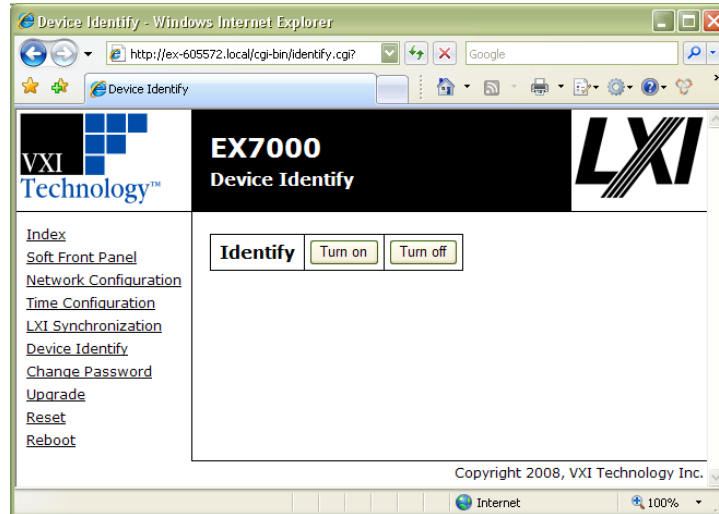 Device Identify - Windows Internet Explorer
http://ex-605572.local/cgi-bin/identify.cgi?
Google
Device Identify
VXI
Technology™
EX7000
Device Identify
LXI
Index
Soft Front Panel
Network Configuration
Time Configuration
LXI Synchronization
Device Identify
Change Password
Upgrade
Reset
Reboot
Identify Turn on Turn off
Copyright 2008, VXI Technology Inc.
Internet 100%